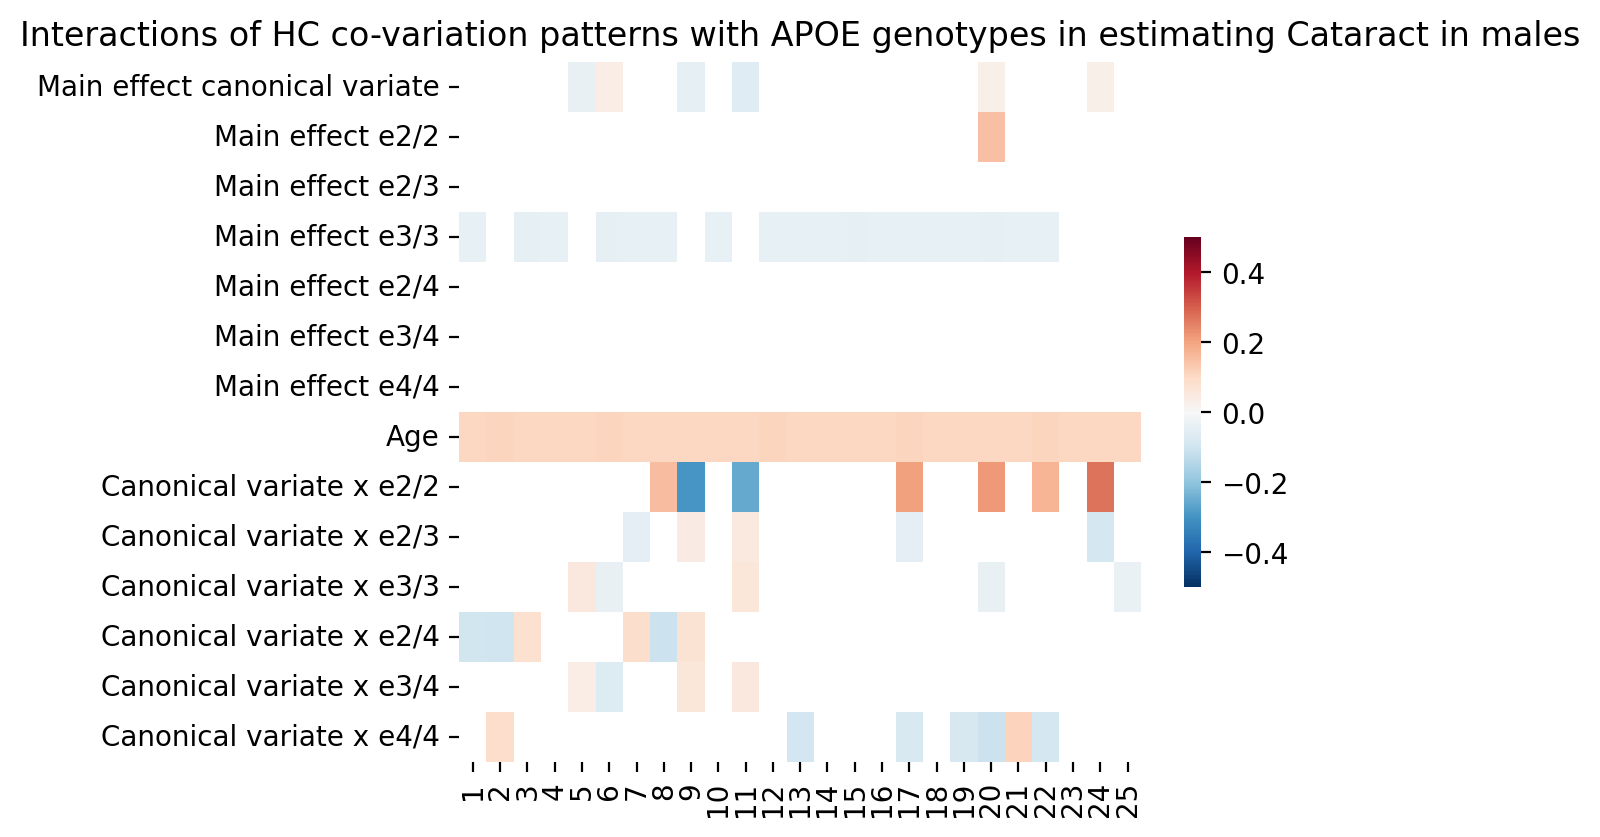 Interactions of HC co-variation patterns with APOE genotypes in estimating Cataract in males
Main effect canonical variate
Main effect e2/2
Main effect e2/3
Main effect e3/3
Main effect e2/4
Main effect e3/4
Main effect e4/4
Age
Canonical variate x e2/2
Canonical variate x e2/3
Canonical variate x e3/3
Canonical variate x e2/4
Canonical variate x e3/4
Canonical variate x e4/4
1 2 3 4 5 6 7 8 9 10 11 12 13 14 15 16 17 18 19 20 21 22 23 24 25
0.4
0.2
0.0
−0.2
−0.4